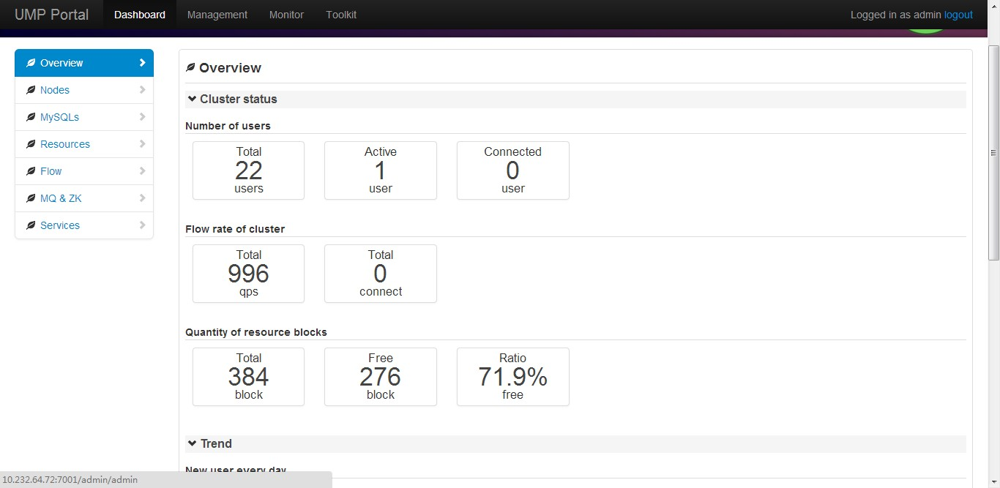 UMP Portal Dashboard Management Monitor Toolkit Logged in as admin logout
Overview
Nodes
MySQLs
Resources
Flow
MQ & ZK
Services
Overview
Cluster status
Number of users
Total Active Connected
22 1 0
users user user
Flow rate of cluster
Total Total
996 0
qps connect
Quantity of resource blocks
Total Free Ratio
384 276 71.9%
block block free
Trend
New user every day
10.232.64.72:7001/admin/admin